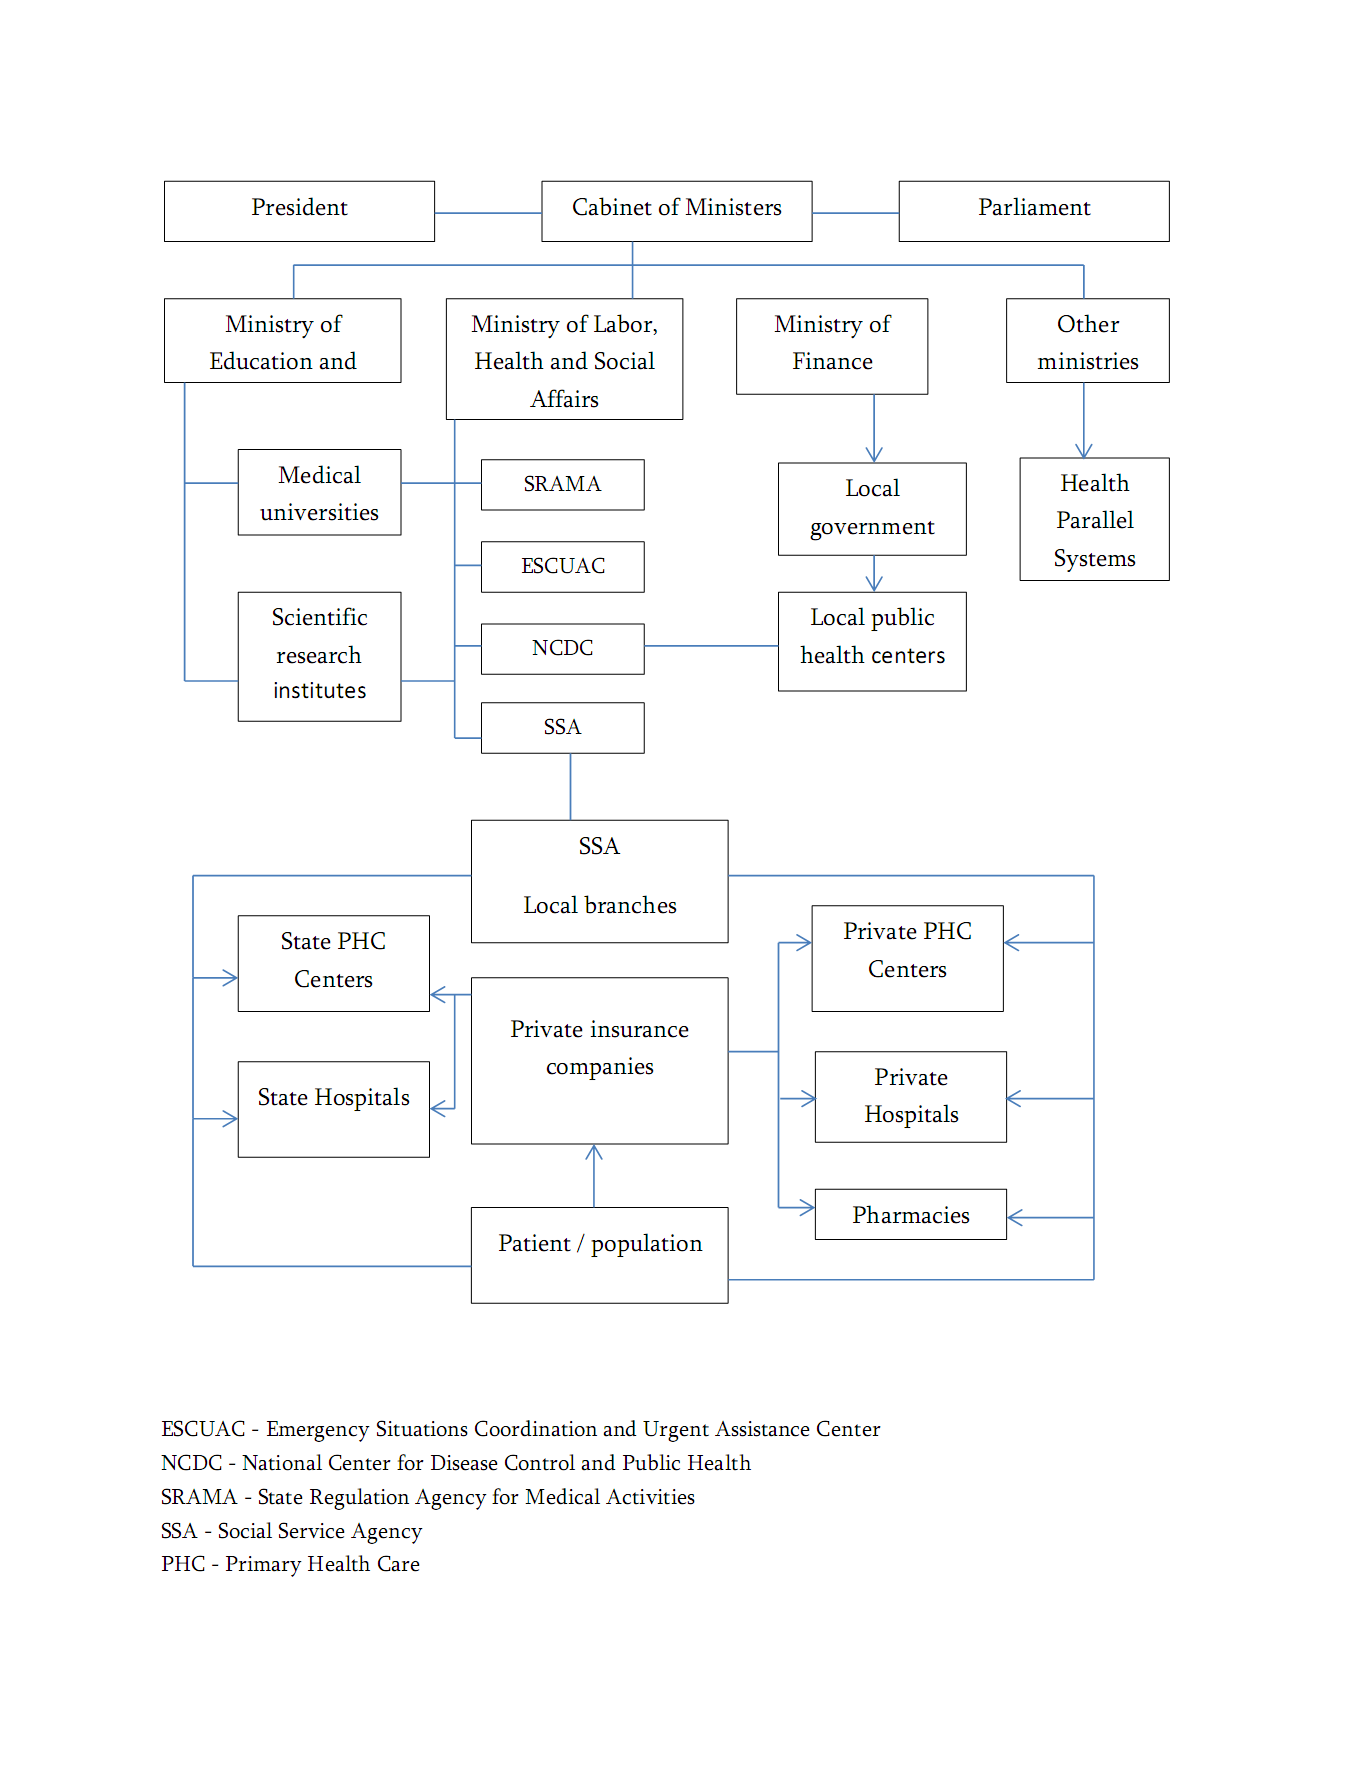 President
Cabinet of Ministers
Parliament
Ministry of
Education and
Ministry of Labor,
Health and Social
Affairs
Ministry of
Finance
Other
ministries
Medical
universities
SRAMA
Local
government
Health
Parallel
Systems
ESCUAC
Scientific
research
institutes
NCDC
Local public
health centers
SSA
SSA
Local branches
State PHC
Centers
Private PHC
Centers
Private insurance
companies
State Hospitals
Private
Hospitals
Pharmacies
Patient / population
ESCUAC - Emergency Situations Coordination and Urgent Assistance Center
NCDC - National Center for Disease Control and Public Health
SRAMA - State Regulation Agency for Medical Activities
SSA - Social Service Agency
PHC - Primary Health Care